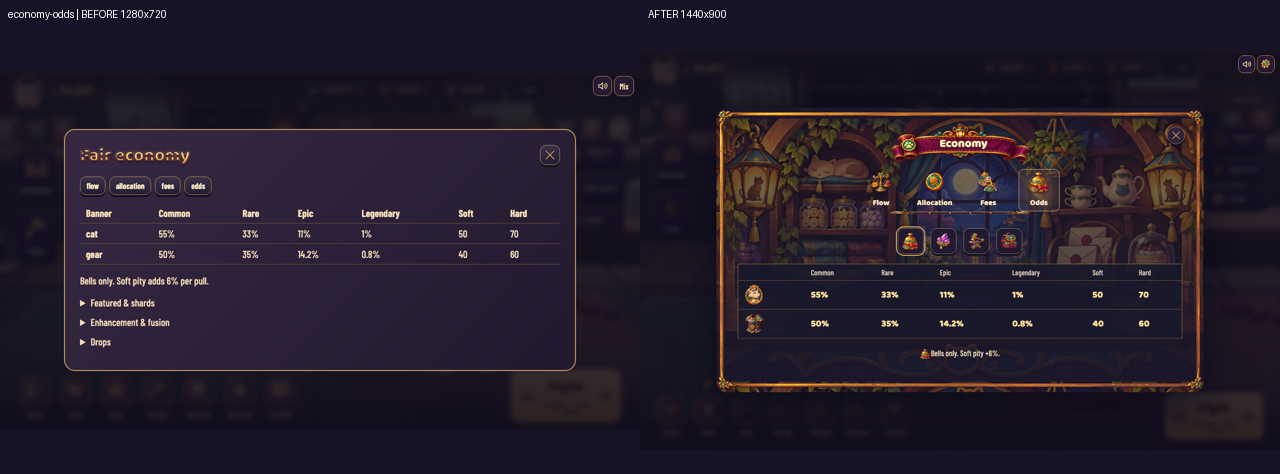 economy-odds | BEFORE 1280x720
Mix
Fair economy
flow allocation fees odds
Banner Common Rare Epic Legendary Soft Hard
cat 55% 33% 11% 1% 50 70
gear 50% 35% 14.2% 0.8% 40 60
Bells only. Soft pity adds 6% per pull.
▶ Featured & shards
▶ Enhancement & fusion
▶ Drops
AFTER 1440x900
Economy
Flow Allocation Fees Odds
Common Rare Epic Legendary Soft Hard
55% 33% 11% 1% 50 70
50% 35% 14.2% 0.8% 40 60
Bells only. Soft pity +6%.